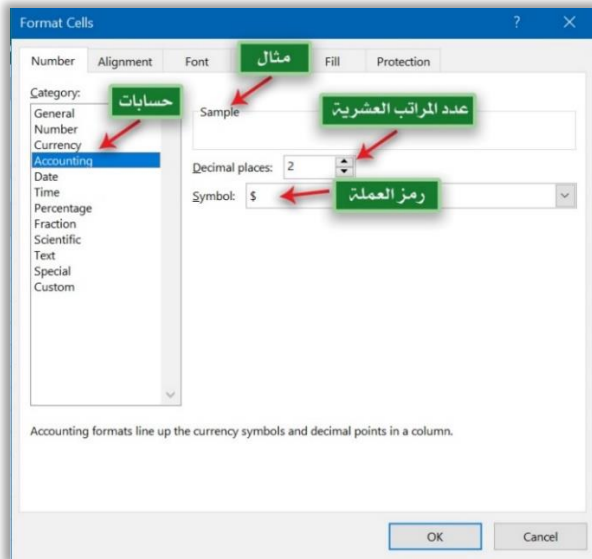 Format Cells
? ×
Number Alignment Font Fill Protection
مثال
Category:
حسابات
General
Number
Currency
Accounting
Date
Time
Percentage
Fraction
Scientific
Text
Special
Custom
Sample
عدد المراتب العشرية
Decimal places: 2
Symbol: $
رمز العملة
Accounting formats line up the currency symbols and decimal points in a column.
OK Cancel